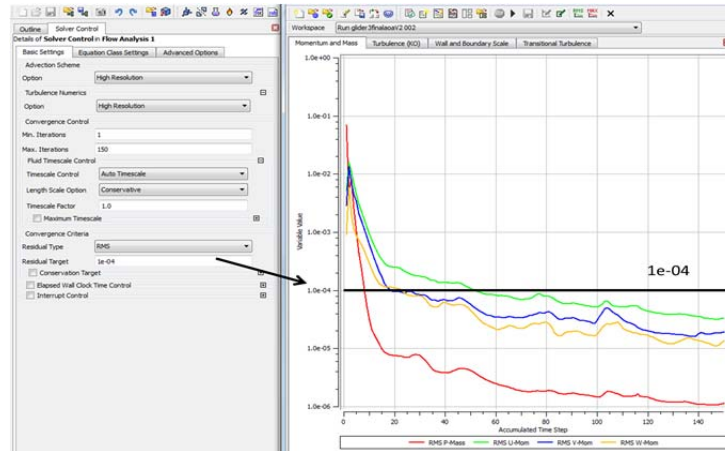 Outline Solver Control
Details of Solver Control in Flow Analysis 1
Basic Settings Equation Class Settings Advanced Options
Advection Scheme
Option High Resolution
Turbulence Numerics
Option High Resolution
Convergence Control
Min. Iterations 1
Max. Iterations 150
Fluid Timescale Control
Timescale Control Auto Timescale
Length Scale Option Conservative
Timescale Factor 1.0
Maximum Timescale
Convergence Criteria
Residual Type RMS
Residual Target 1e-04
Conservation Target
Elapsed Wall Clock Time Control
Interrupt Control
Workspace Run glider3finalaoaV2 002
Momentum and Mass Turbulence (KO) Wall and Boundary Scale Transitional Turbulence
1.0e+00
1.0e-01
1.0e-02
1.0e-03
1.0e-04
1.0e-05
1.0e-06
Variable Value
1e-04
0 20 40 60 80 100 120 140
Accumulated Time Step
RMS P-Mass RMS U-Mom RMS V-Mom RMS W-Mom